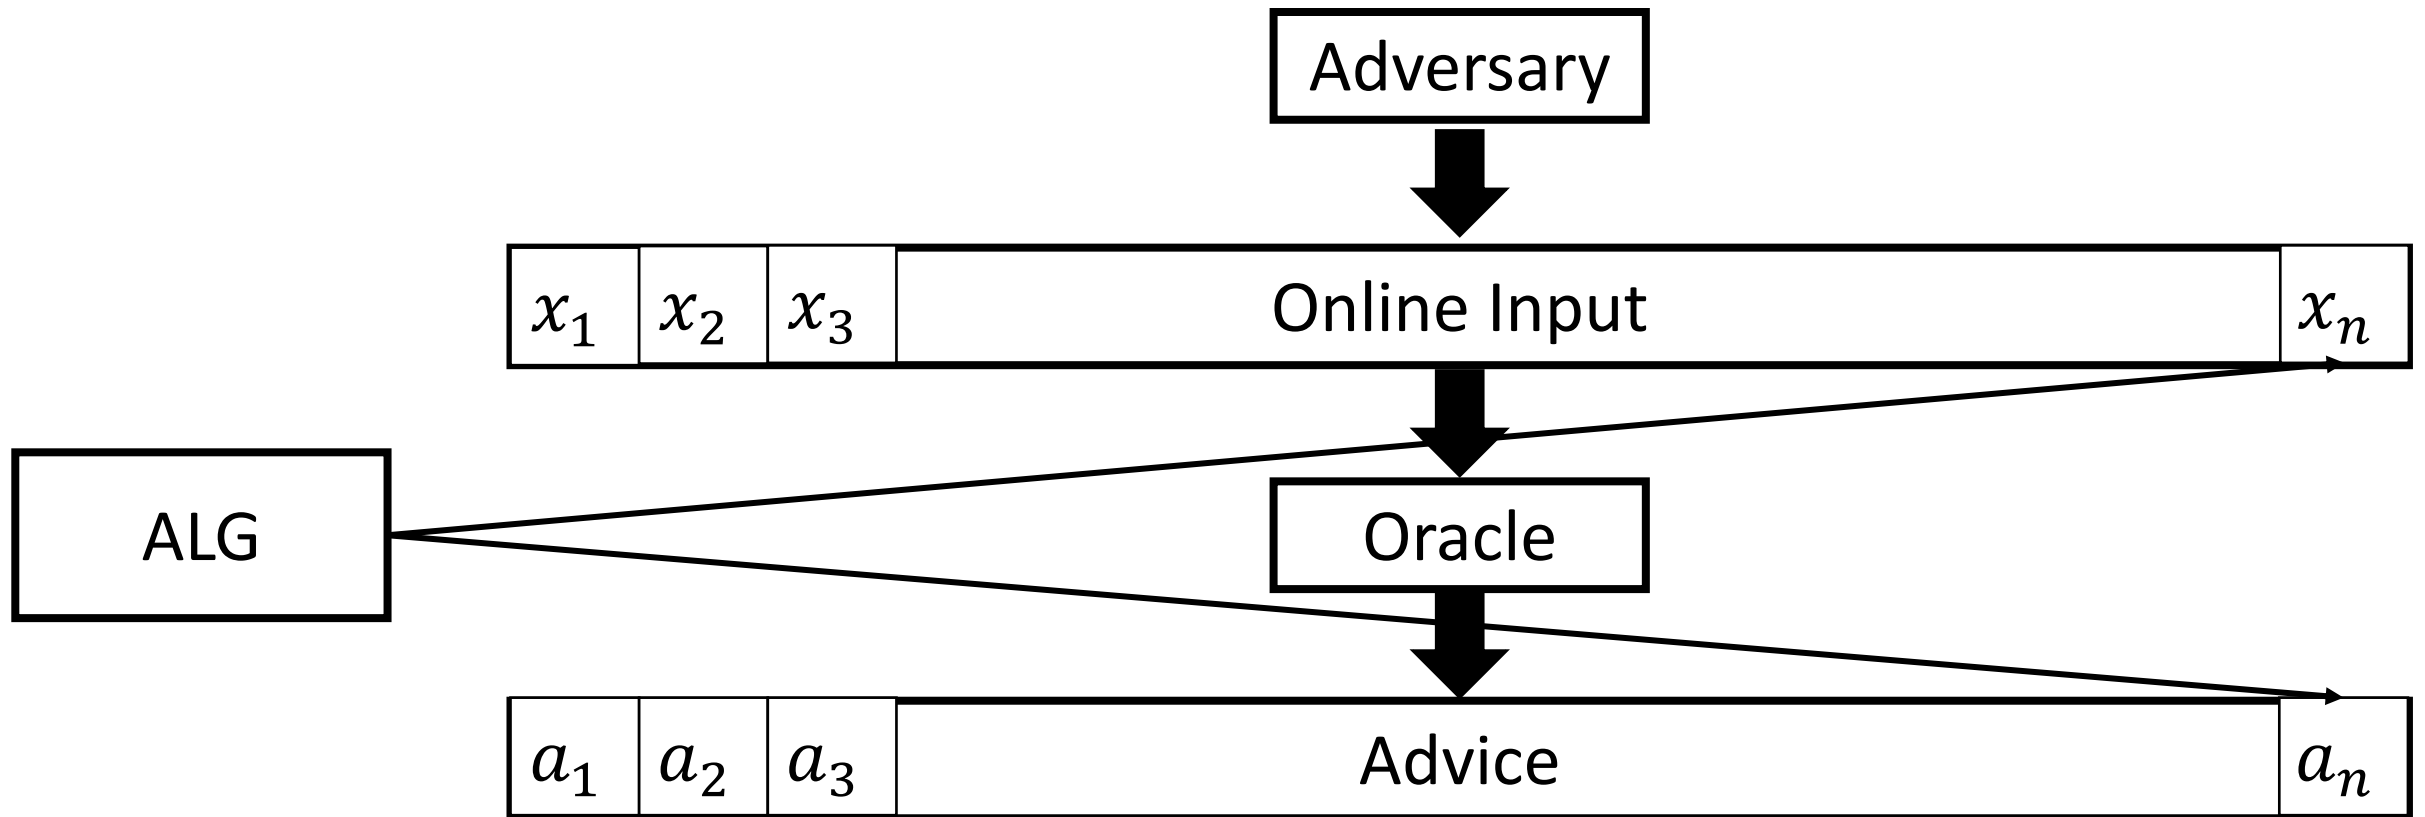 Adversary
x₁ x₂ x₃ Online Input xₙ
ALG Oracle
a₁ a₂ a₃ Advice aₙ